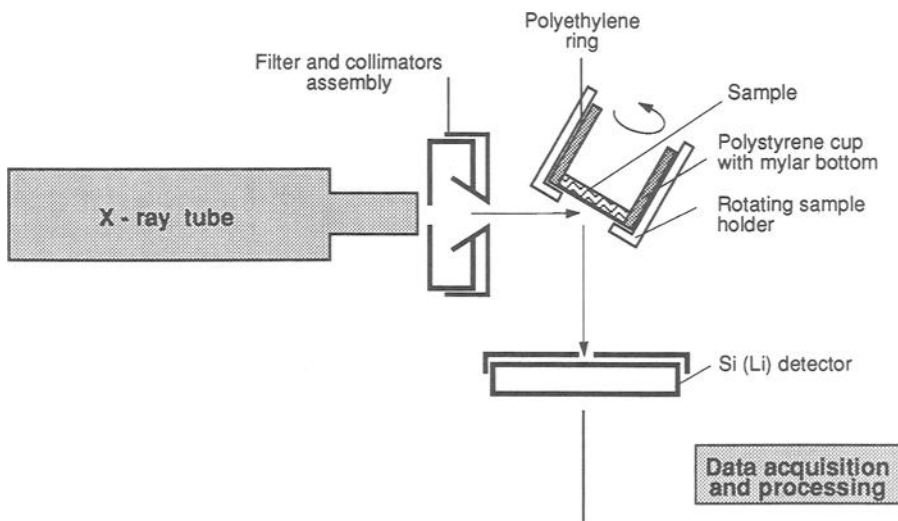 Polyethylene
ring
Filter and collimators
assembly
Sample
Polystyrene cup
with mylar bottom
X - ray tube
Rotating sample
holder
Si (Li) detector
Data acquisition
and processing